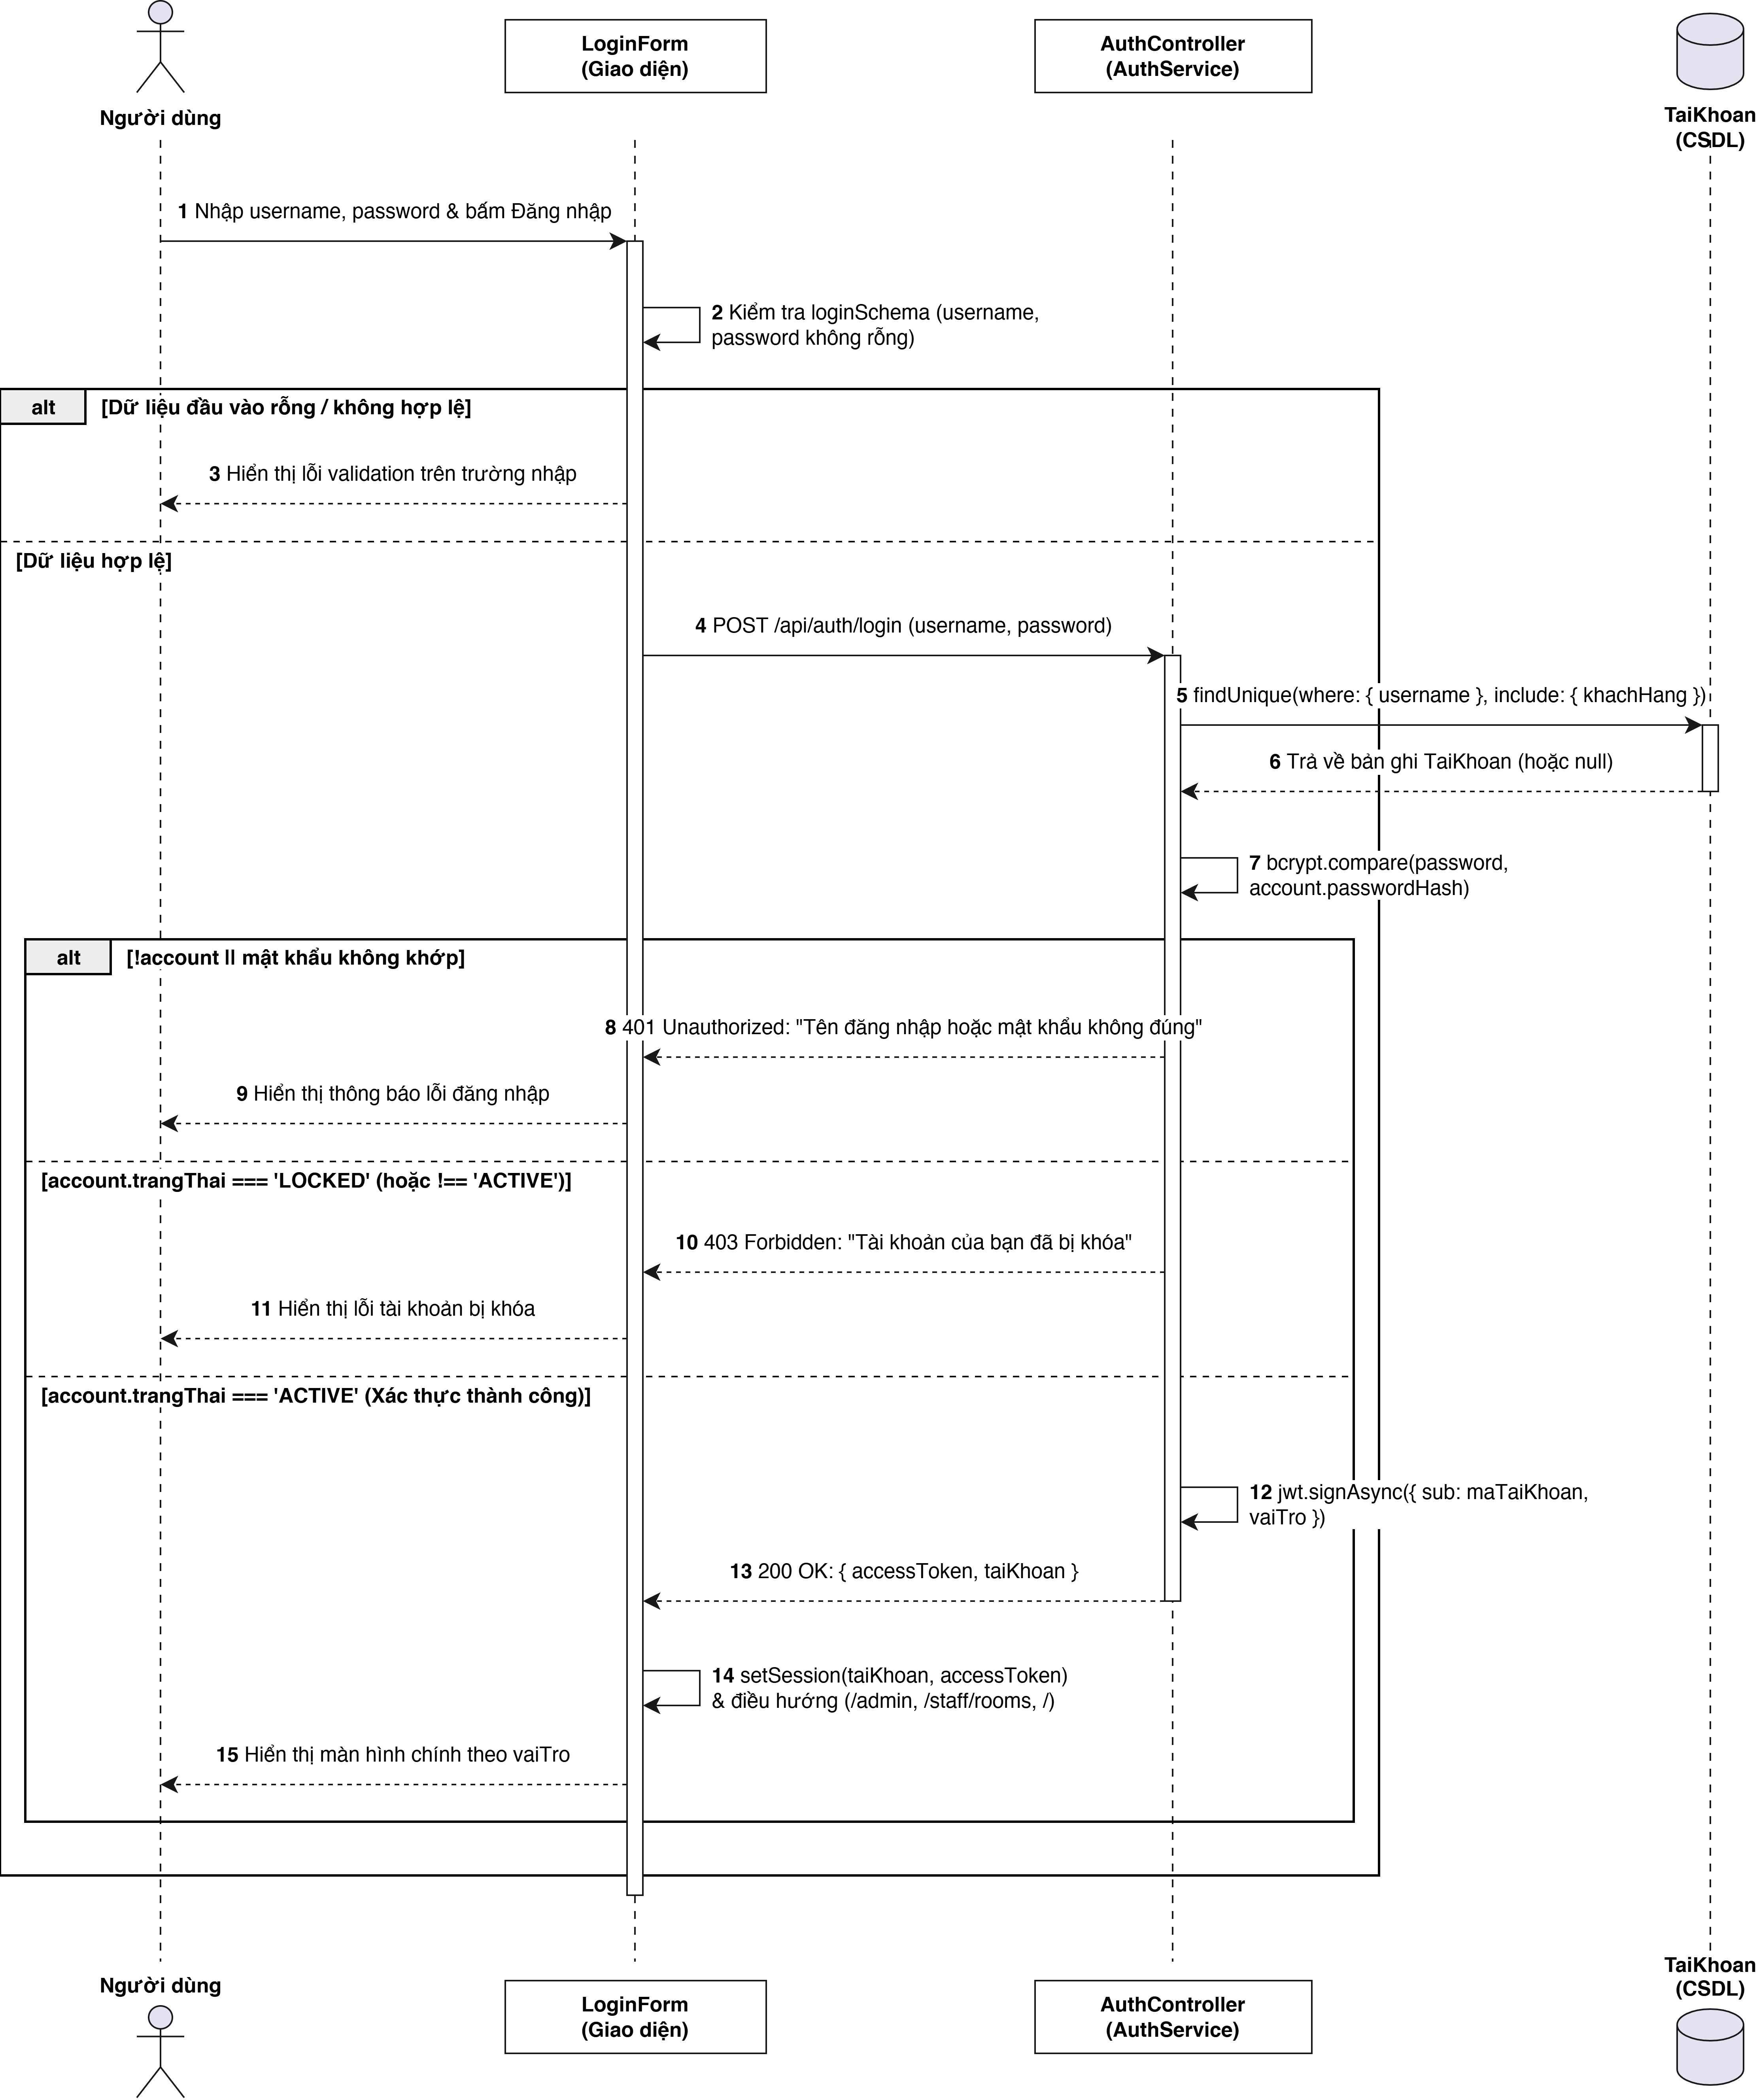 Người dùng
LoginForm
(Giao diện)
AuthController
(AuthService)
TaiKhoan
(CSDL)
1 Nhập username, password & bấm Đăng nhập
2 Kiểm tra loginSchema (username,
password không rỗng)
alt
[Dữ liệu đầu vào rỗng / không hợp lệ]
3 Hiển thị lỗi validation trên trường nhập
[Dữ liệu hợp lệ]
4 POST /api/auth/login (username, password)
5 findUnique(where: { username }, include: { khachHang })
6 Trả về bản ghi TaiKhoan (hoặc null)
7 bcrypt.compare(password,
account.passwordHash)
alt
[!account || mật khẩu không khớp]
8 401 Unauthorized: "Tên đăng nhập hoặc mật khẩu không đúng"
9 Hiển thị thông báo lỗi đăng nhập
[account.trangThai === 'LOCKED' (hoặc !== 'ACTIVE')]
10 403 Forbidden: "Tài khoản của bạn đã bị khóa"
11 Hiển thị lỗi tài khoản bị khóa
[account.trangThai === 'ACTIVE' (Xác thực thành công)]
12 jwt.signAsync({ sub: maTaiKhoan,
vaiTro })
13 200 OK: { accessToken, taiKhoan }
14 setSession(taiKhoan, accessToken)
& điều hướng (/admin, /staff/rooms, /)
15 Hiển thị màn hình chính theo vaiTro
Người dùng
LoginForm
(Giao diện)
AuthController
(AuthService)
TaiKhoan
(CSDL)